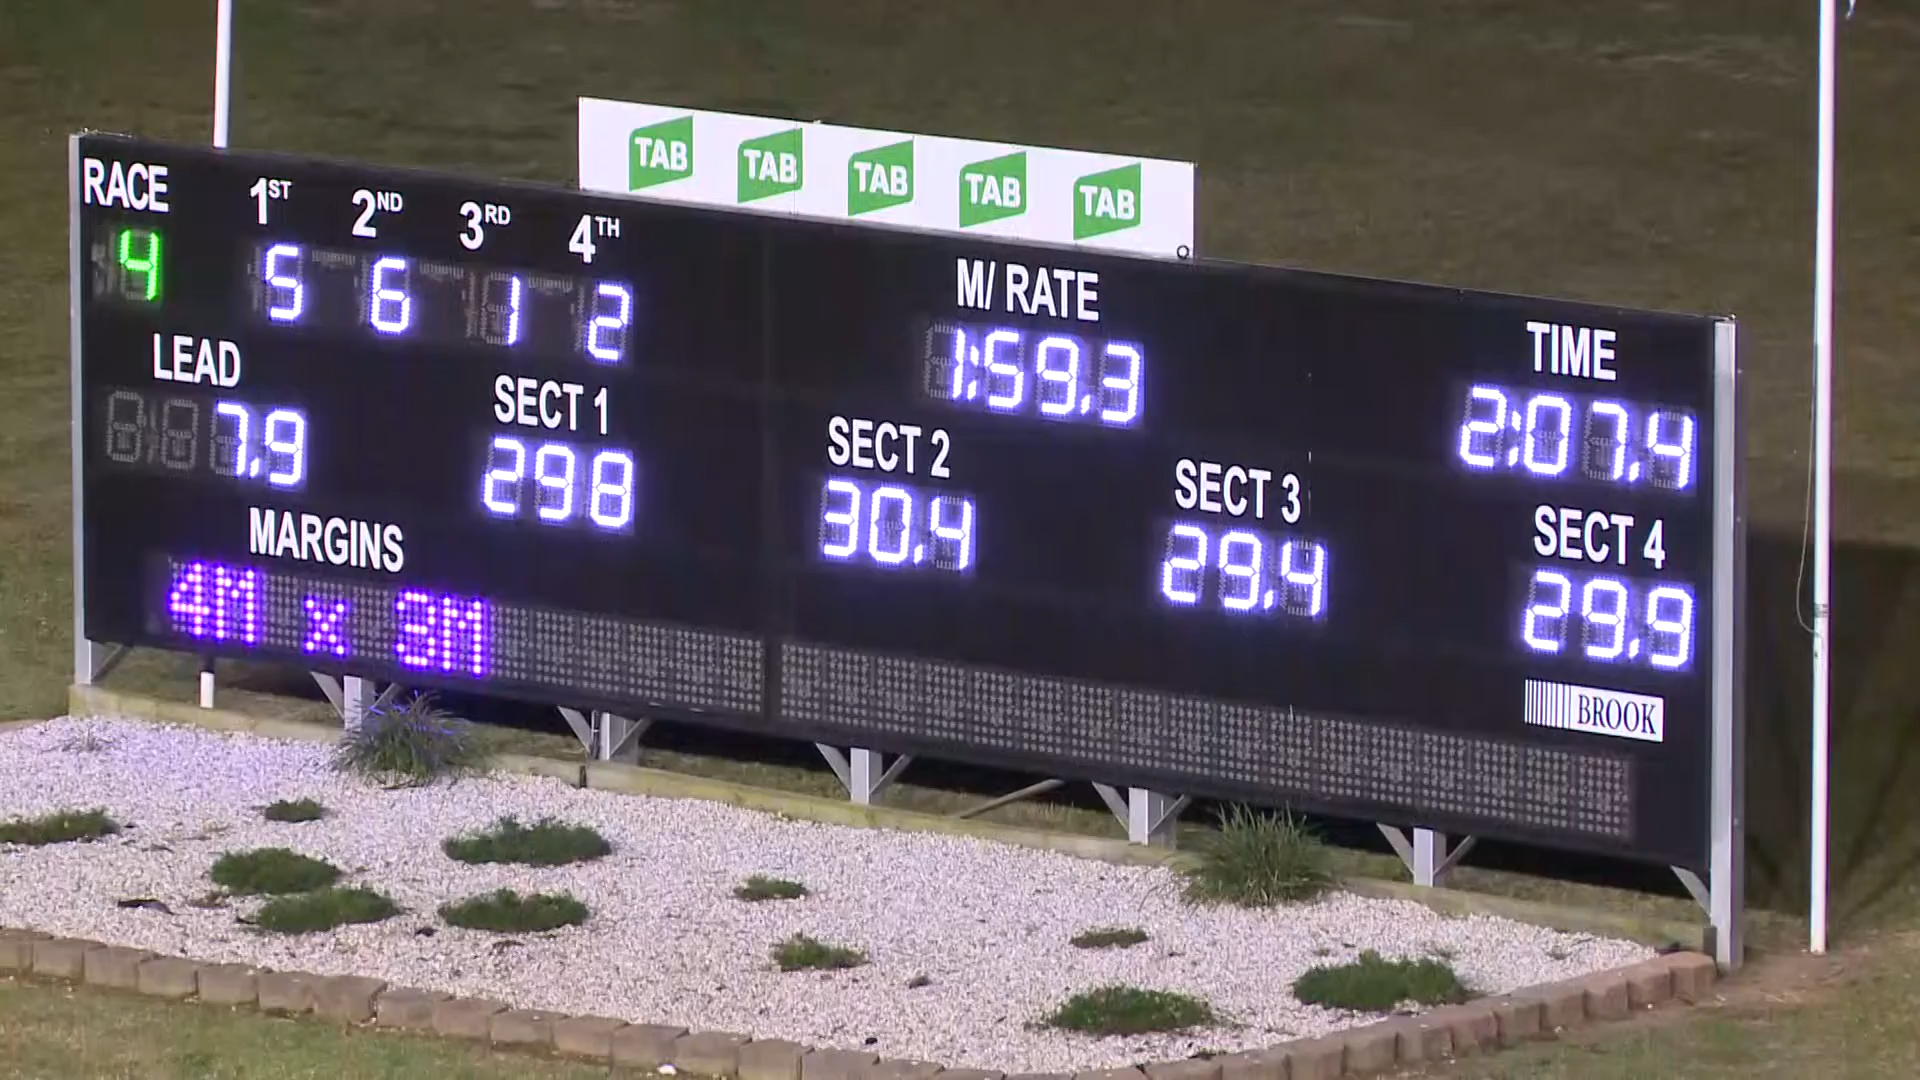 TAB TAB TAB TAB TAB
RACE 1ST 2ND 3RD 4TH
4 5 6 1 2
M/ RATE
1:59.3
TIME
2:07.4
LEAD
7.9
SECT 1
298
SECT 2
30.4
SECT 3
29.4
SECT 4
29.9
MARGINS
4M x 3M
BROOK